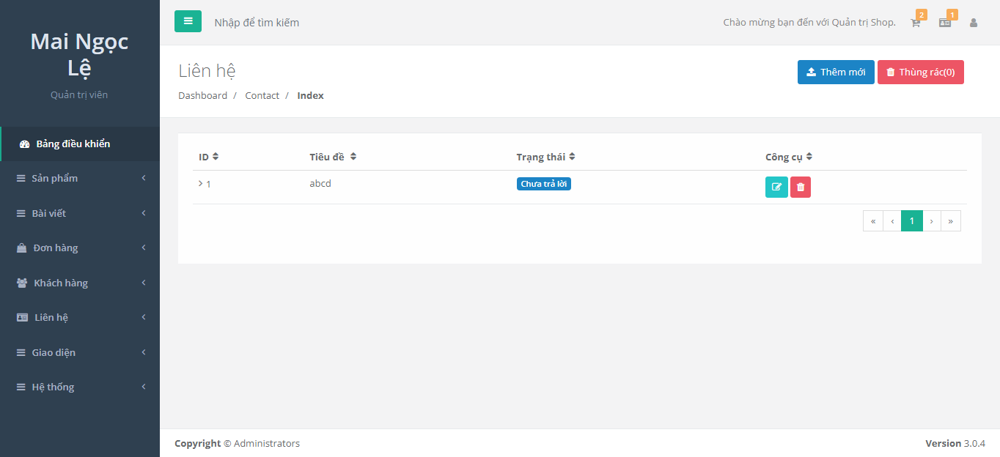 Mai Ngọc
Lệ
Quản trị viên
Bảng điều khiển
Sản phẩm
Bài viết
Đơn hàng
Khách hàng
Liên hệ
Giao diện
Hệ thống
Nhập để tìm kiếm
Chào mừng bạn đến với Quản trị Shop.
2
1
Liên hệ
Dashboard / Contact / Index
Thêm mới
Thùng rác(0)
ID Tiêu đề Trạng thái Công cụ
1 abcd Chưa trả lời
« ‹ 1 › »
Copyright © Administrators
Version 3.0.4